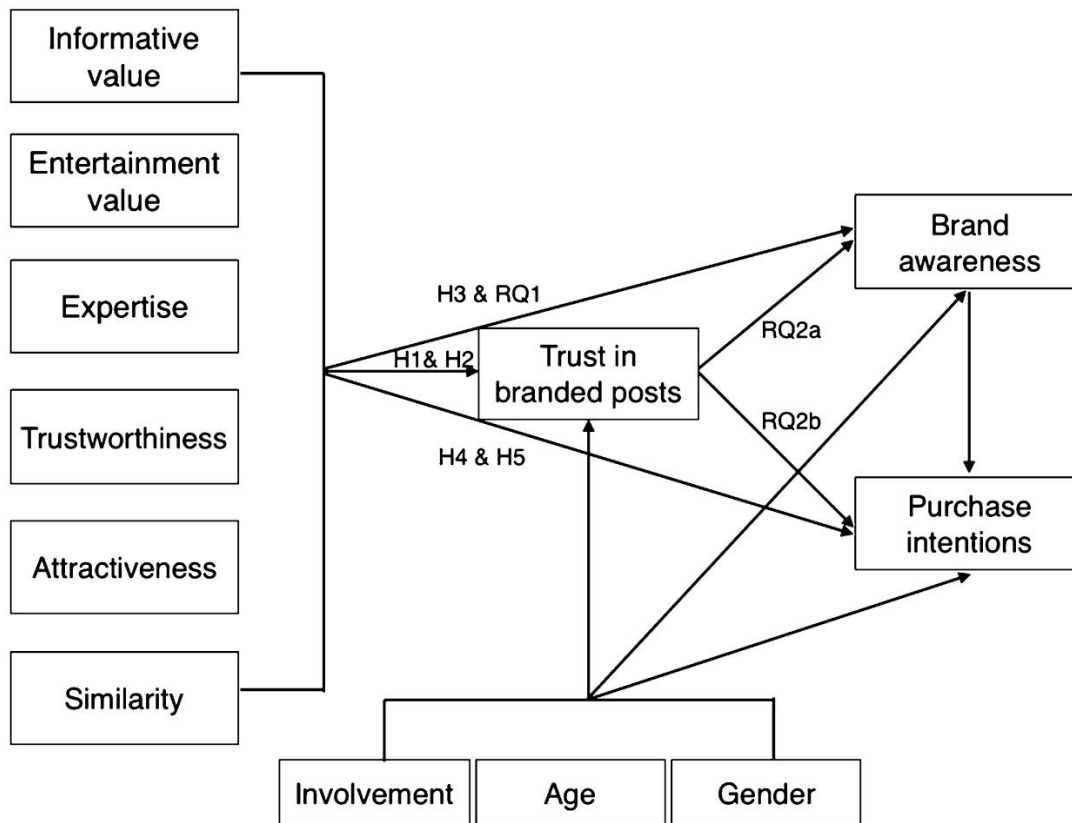 Informative
value
Entertainment
value
Expertise
Trustworthiness
Attractiveness
Similarity
H3 & RQ1
H1& H2
H4 & H5
Trust in
branded posts
RQ2a
RQ2b
Brand
awareness
Purchase
intentions
Involvement
Age
Gender